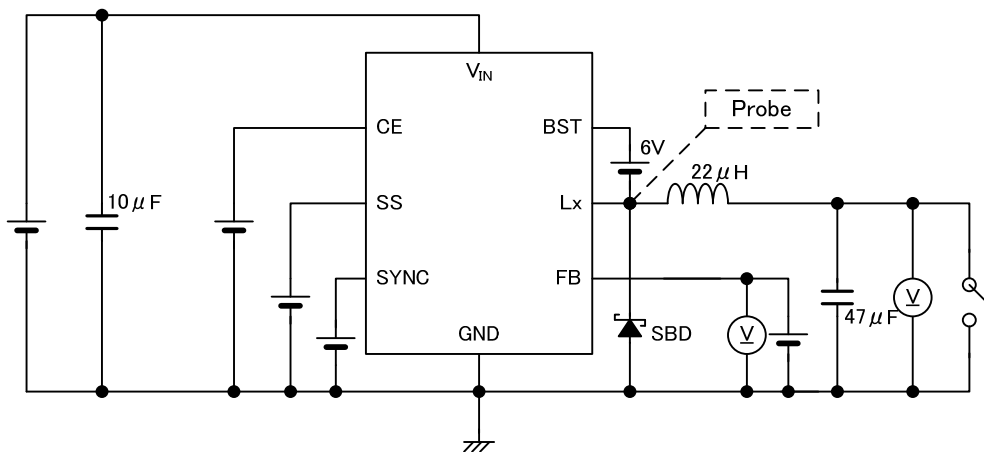 V_IN
CE
BST
Probe
6V
22μH
10μF
SS
Lx
SYNC
FB
GND
SBD
V
47μF
V